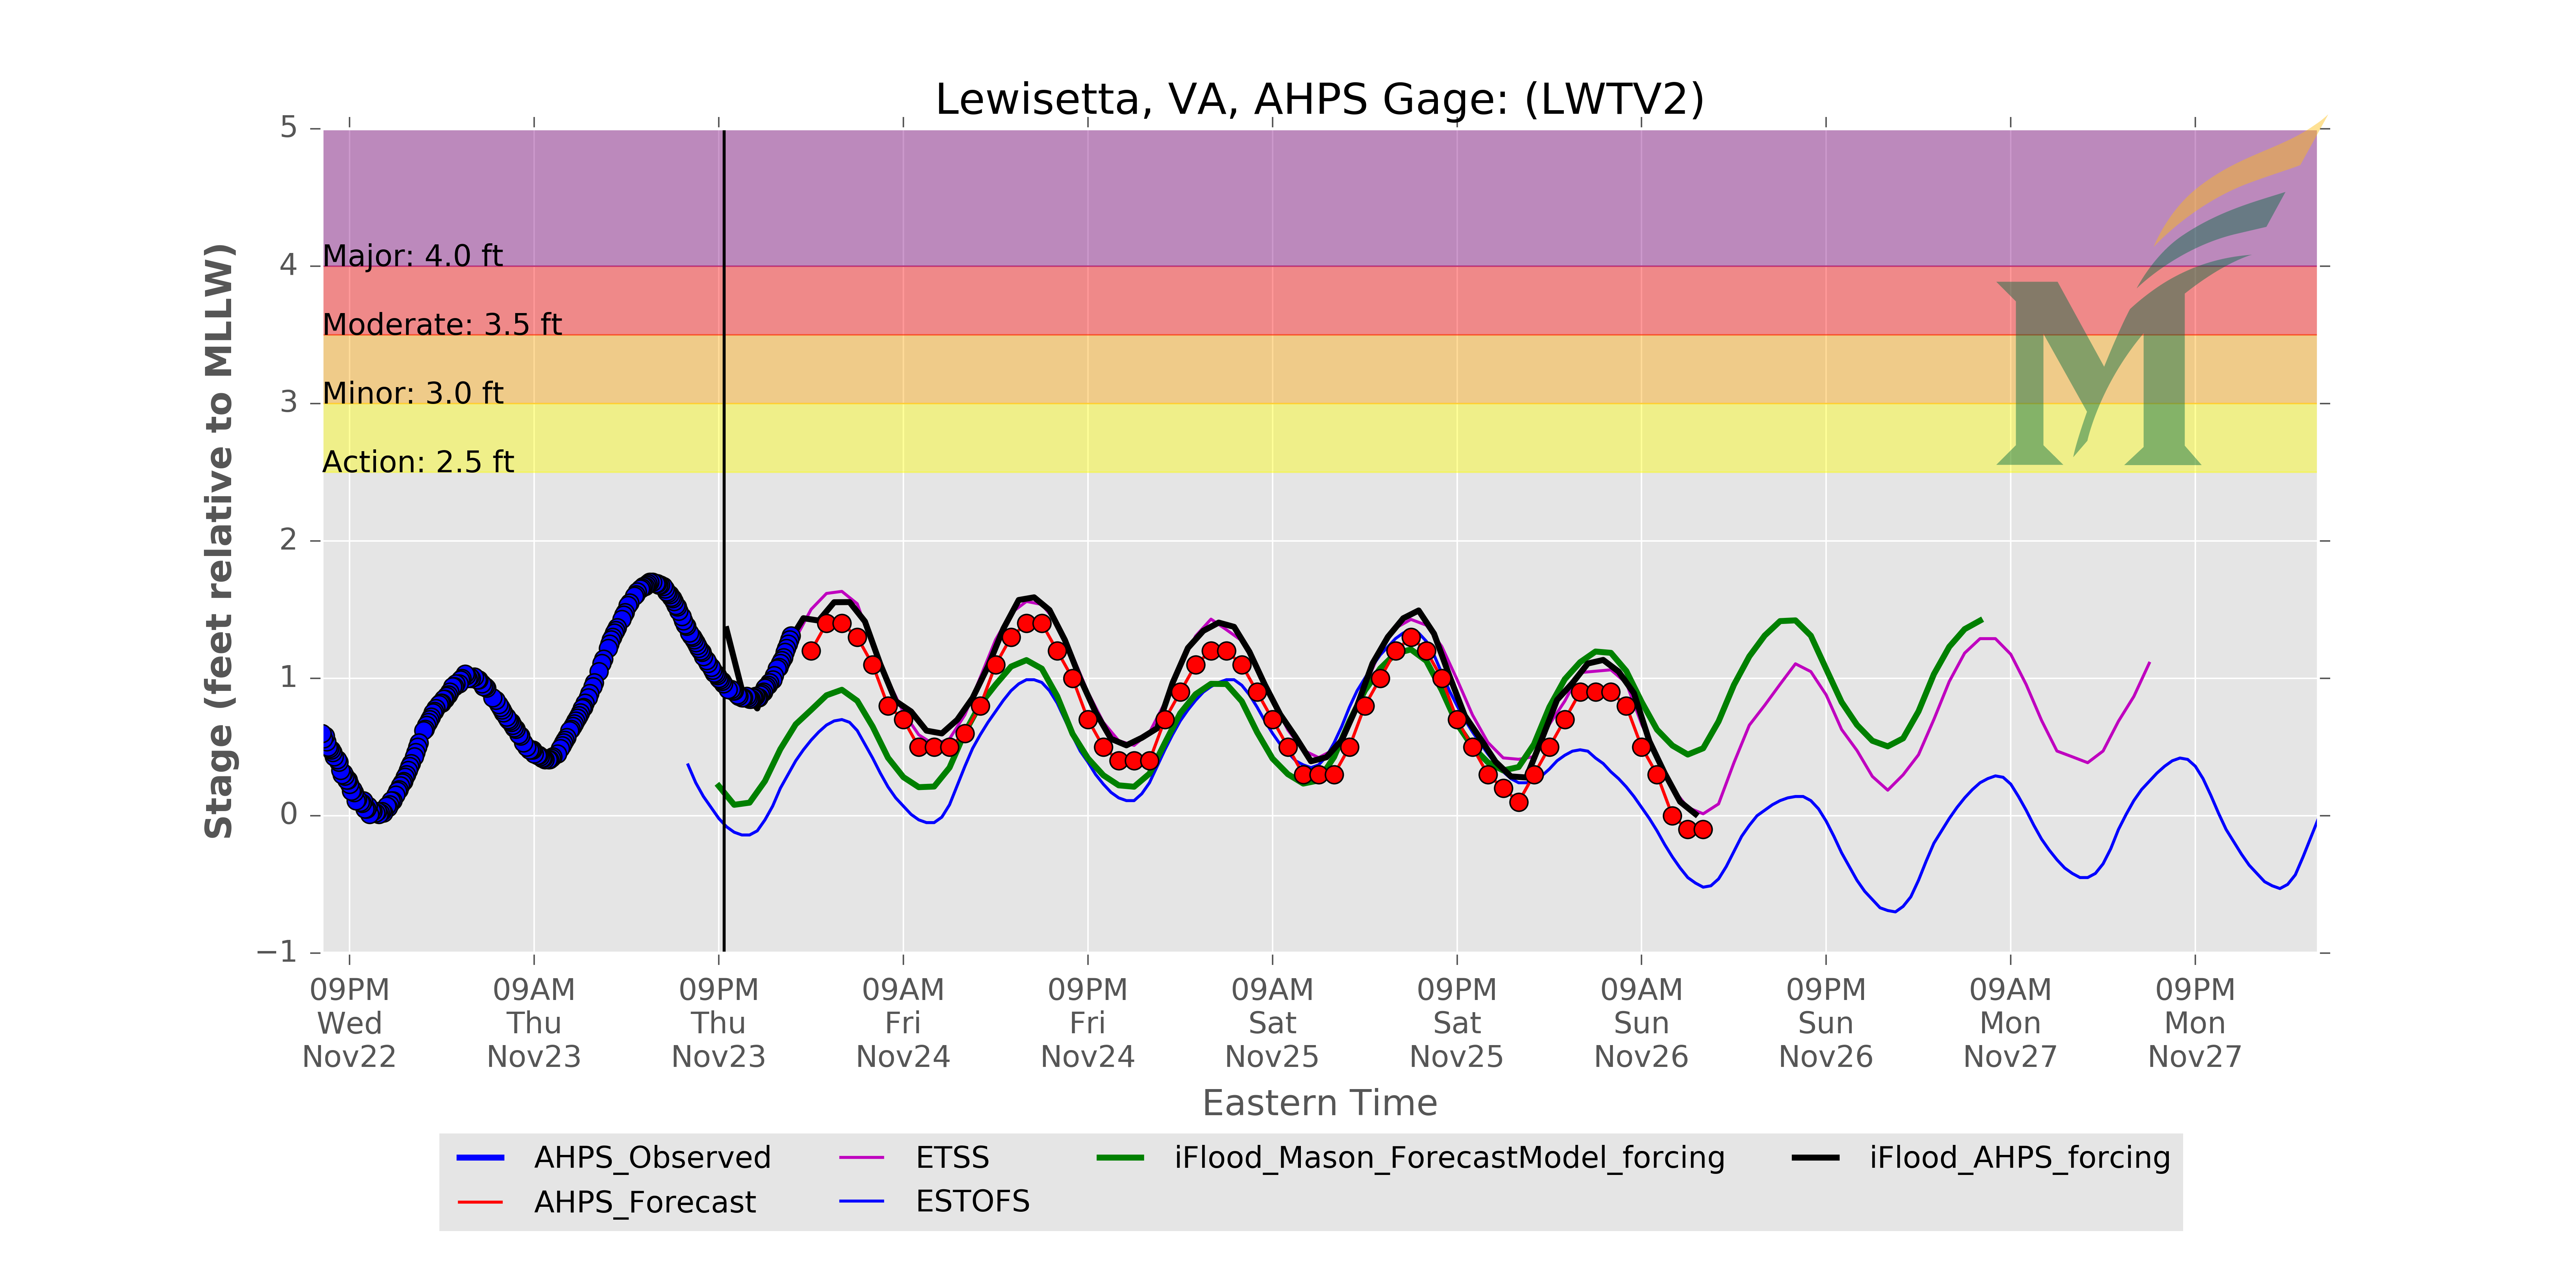 Lewisetta, VA, AHPS Gage: (LWTV2)
Stage (feet relative to MLLW)
5
4
3
2
1
0
−1
Major: 4.0 ft
Moderate: 3.5 ft
Minor: 3.0 ft
Action: 2.5 ft
09PM 09AM 09PM 09AM 09PM 09AM 09PM 09AM 09PM 09AM 09PM
Wed Thu Thu Fri Fri Sat Sat Sun Sun Mon Mon
Nov22 Nov23 Nov23 Nov24 Nov24 Nov25 Nov25 Nov26 Nov26 Nov27 Nov27
Eastern Time
AHPS_Observed ETSS iFlood_Mason_ForecastModel_forcing iFlood_AHPS_forcing
AHPS_Forecast ESTOFS
M